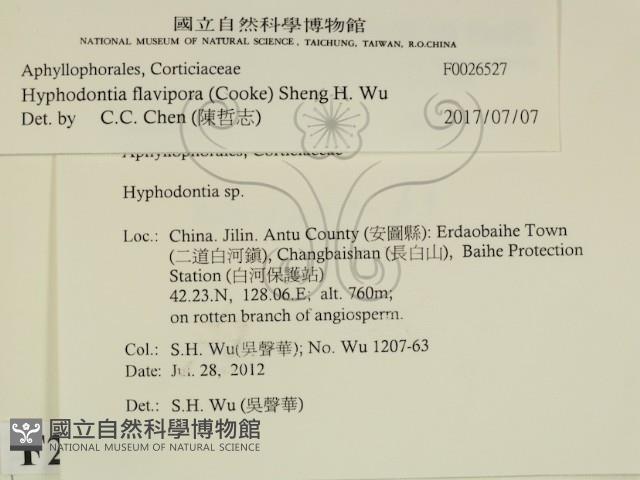 國立自然科學博物館
NATIONAL MUSEUM OF NATURAL SCIENCE, TAICHUNG, TAIWAN, R.O.CHINA
Aphyllophorales, Corticiaceae F0026527
Hyphodontia flavipora (Cooke) Sheng H. Wu
Det. by C.C. Chen (陳哲志) 2017/07/07
Aphyllophorales, Corticiaceae
Hyphodontia sp.
Loc.: China. Jilin. Antu County (安圖縣): Erdaobaihe Town
(二道白河鎮), Changbaishan (長白山), Baihe Protection
Station (白河保護站)
42.23.N, 128.06.E; alt. 760m;
on rotten branch of angiosperm.
Col.: S.H. Wu(吳聲華); No. Wu 1207-63
Date: Jul. 28, 2012
Det.: S.H. Wu (吳聲華)
國立自然科學博物館
NATIONAL MUSEUM OF NATURAL SCIENCE